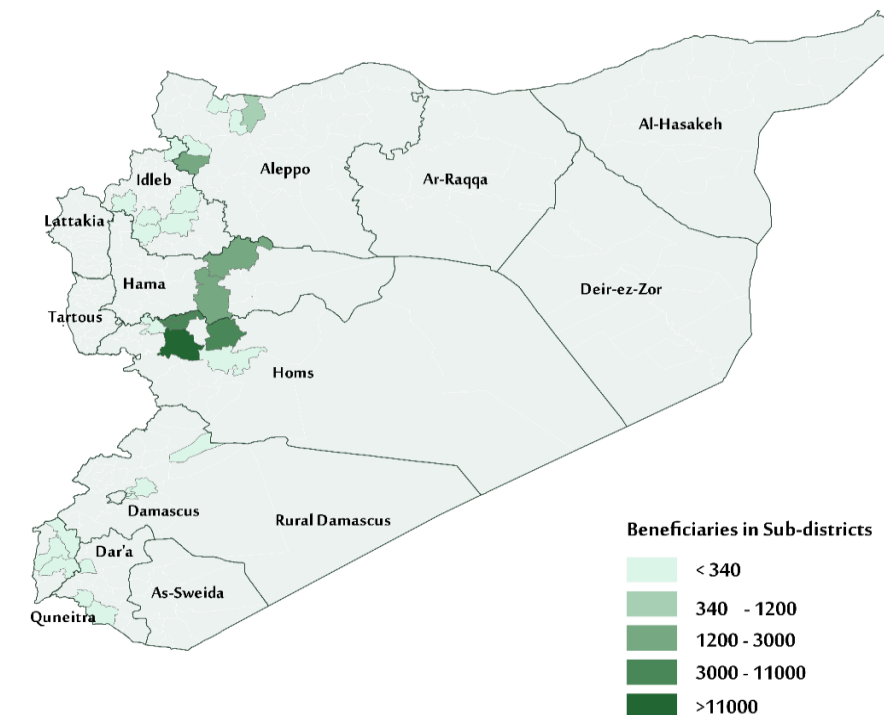 Al-Hasakeh
Aleppo
Ar-Raqqa
Idleb
Lattakia
Hama
Deir-ez-Zor
Tartous
Homs
Damascus
Rural Damascus
Dar'a
As-Sweida
Quneitra
Beneficiaries in Sub-districts
< 340
340 - 1200
1200 - 3000
3000 - 11000
>11000